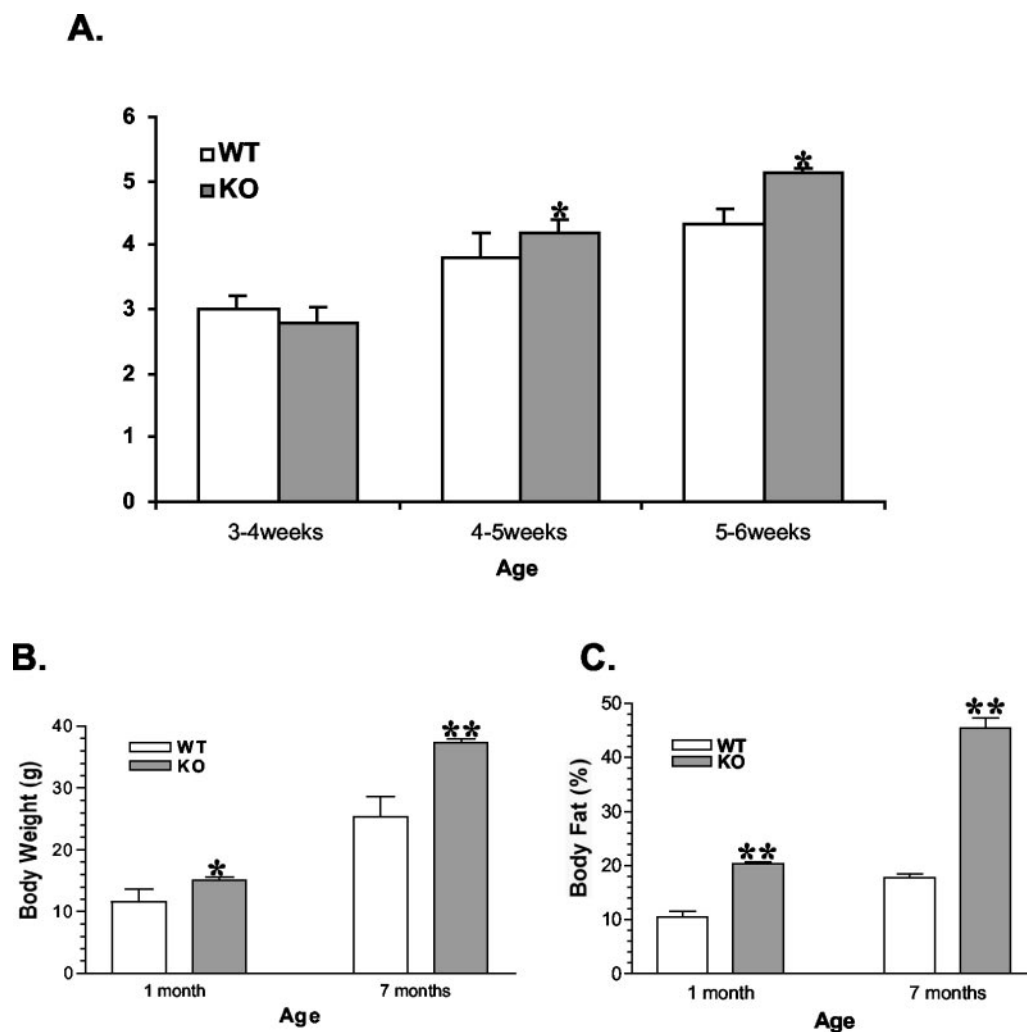 A.
6
5
4
3
2
1
0
WT
KO
*
*
3-4weeks
4-5weeks
5-6weeks
Age
B.
Body Weight (g)
40
30
20
10
0
WT
KO
*
**
1 month
7 months
Age
C.
Body Fat (%)
50
40
30
20
10
0
WT
KO
**
**
1 month
7 months
Age